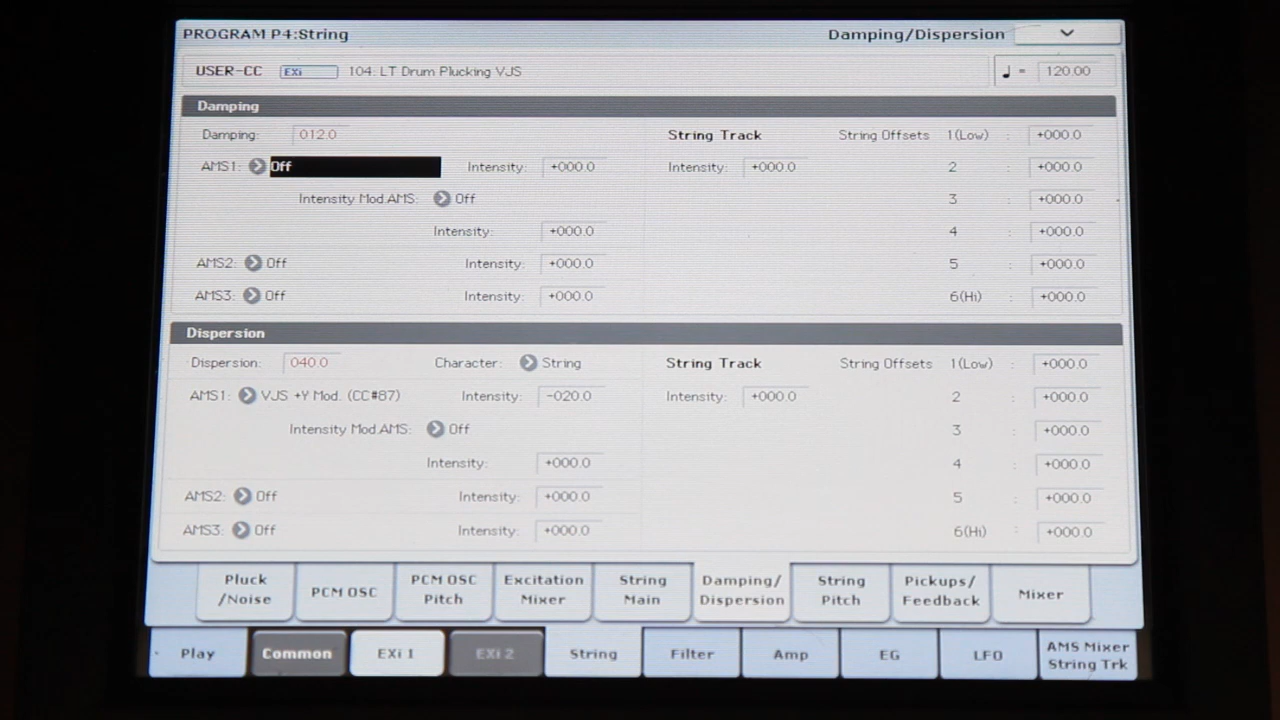 PROGRAM P4:String Damping/Dispersion
USER-CC EXi 104: LT Drum Plucking VJS ♩ = 120.00
Damping
Damping: 012.0 String Track String Offsets 1(Low) : +000.0
AMS1: Off Intensity: +000.0 Intensity: +000.0 2 : +000.0
Intensity Mod.AMS: Off 3 : +000.0
Intensity: +000.0 4 : +000.0
AMS2: Off Intensity: +000.0 5 : +000.0
AMS3: Off Intensity: +000.0 6(Hi) : +000.0
Dispersion
Dispersion: 040.0 Character: String String Track String Offsets 1(Low) : +000.0
AMS1: VJS +Y Mod. (CC#87) Intensity: -020.0 Intensity: +000.0 2 : +000.0
Intensity Mod.AMS: Off 3 : +000.0
Intensity: +000.0 4 : +000.0
AMS2: Off Intensity: +000.0 5 : +000.0
AMS3: Off Intensity: +000.0 6(Hi) : +000.0
Pluck /Noise PCM OSC PCM OSC Pitch Excitation Mixer String Main Damping/ Dispersion String Pitch Pickups/ Feedback Mixer
Play Common EXi 1 EXi 2 String Filter Amp EG LFO AMS Mixer String Trk